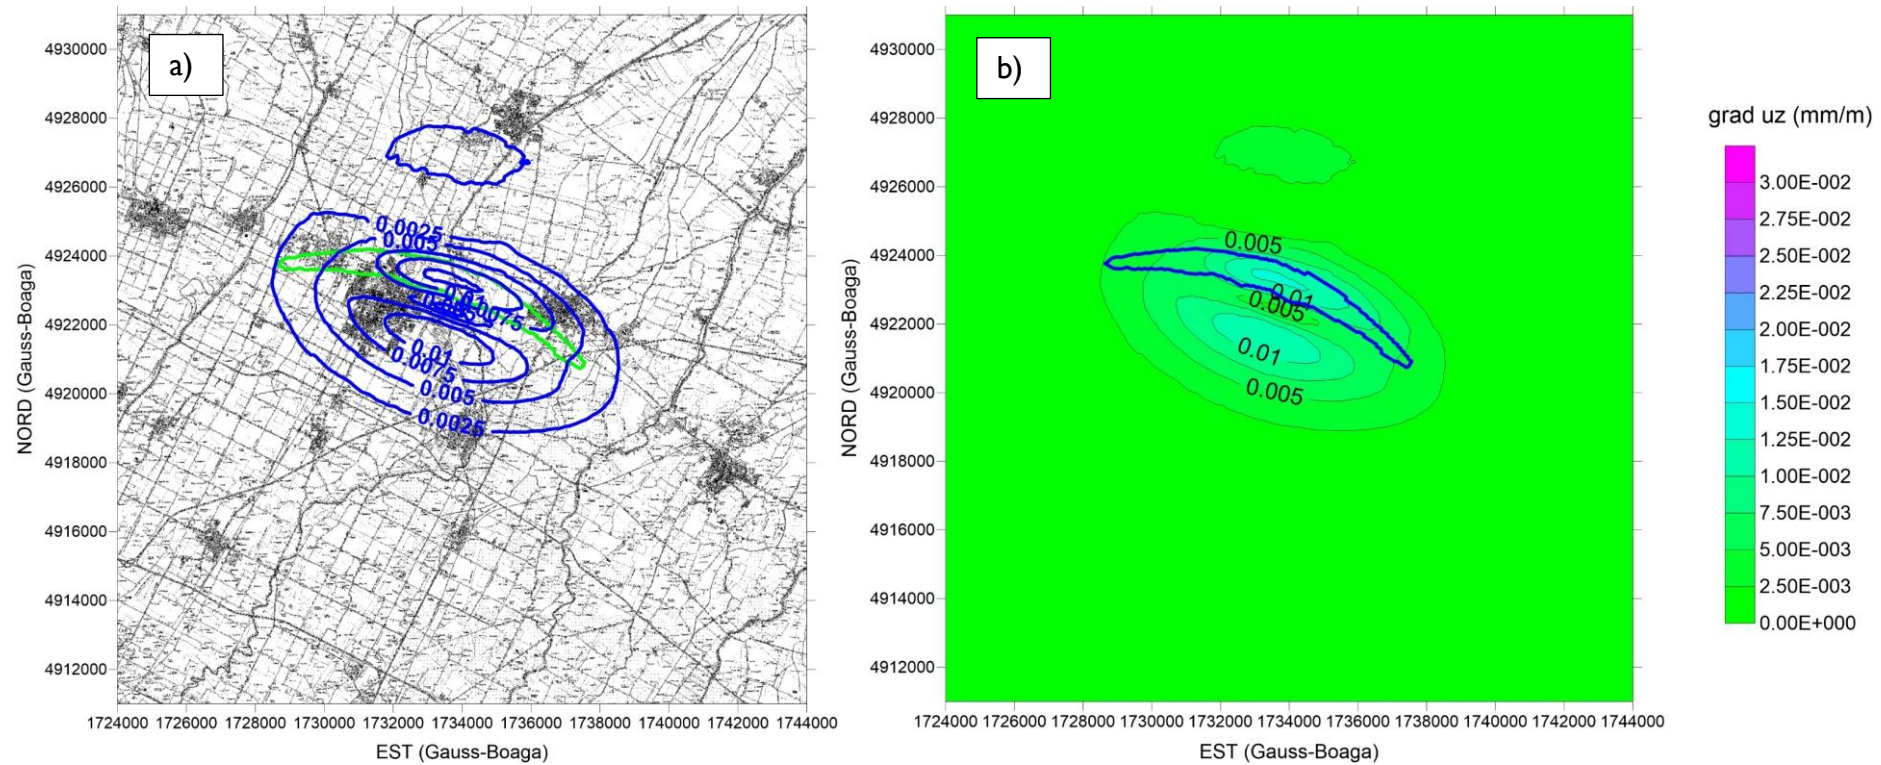 a)
4930000
4928000
4926000
4924000
4922000
4920000
4918000
4916000
4914000
4912000
NORD (Gauss-Boaga)
0.0025
0.005
0.01
0.0075
0.005
0.01
0.0075
0.005
0.0025
1724000 1726000 1728000 1730000 1732000 1734000 1736000 1738000 1740000 1742000 1744000
EST (Gauss-Boaga)
b)
4930000
4928000
4926000
4924000
4922000
4920000
4918000
4916000
4914000
4912000
NORD (Gauss-Boaga)
0.005
0.01
0.005
0.01
0.005
1724000 1726000 1728000 1730000 1732000 1734000 1736000 1738000 1740000 1742000 1744000
EST (Gauss-Boaga)
grad uz (mm/m)
3.00E-002
2.75E-002
2.50E-002
2.25E-002
2.00E-002
1.75E-002
1.50E-002
1.25E-002
1.00E-002
7.50E-003
5.00E-003
2.50E-003
0.00E+000